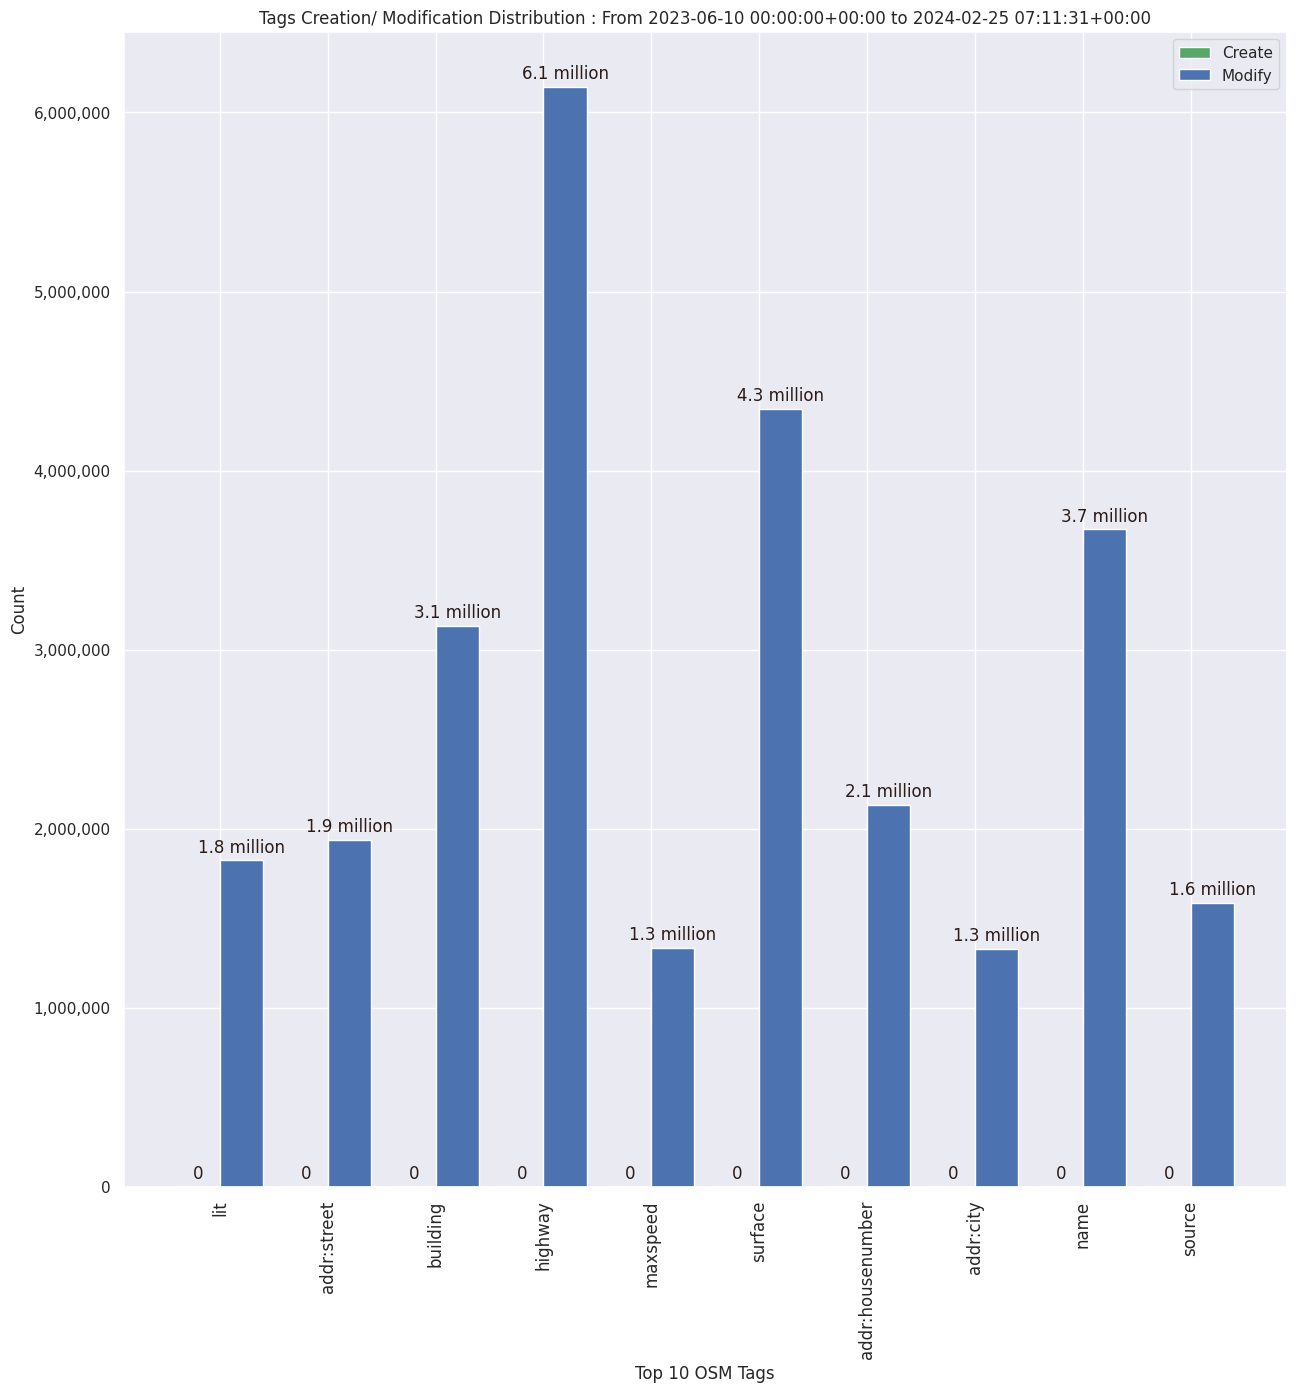 Tags Creation/ Modification Distribution : From 2023-06-10 00:00:00+00:00 to 2024-02-25 07:11:31+00:00
Create
Modify
6.1 million
6,000,000
5,000,000
4.3 million
4,000,000
3.7 million
3.1 million
3,000,000
Count
2.1 million
2,000,000
1.9 million
1.8 million
1.6 million
1.3 million
1.3 million
1,000,000
0
0
0
0
0
0
0
0
0
0
0
lit
addr:street
building
highway
maxspeed
surface
addr:housenumber
addr:city
name
source
Top 10 OSM Tags